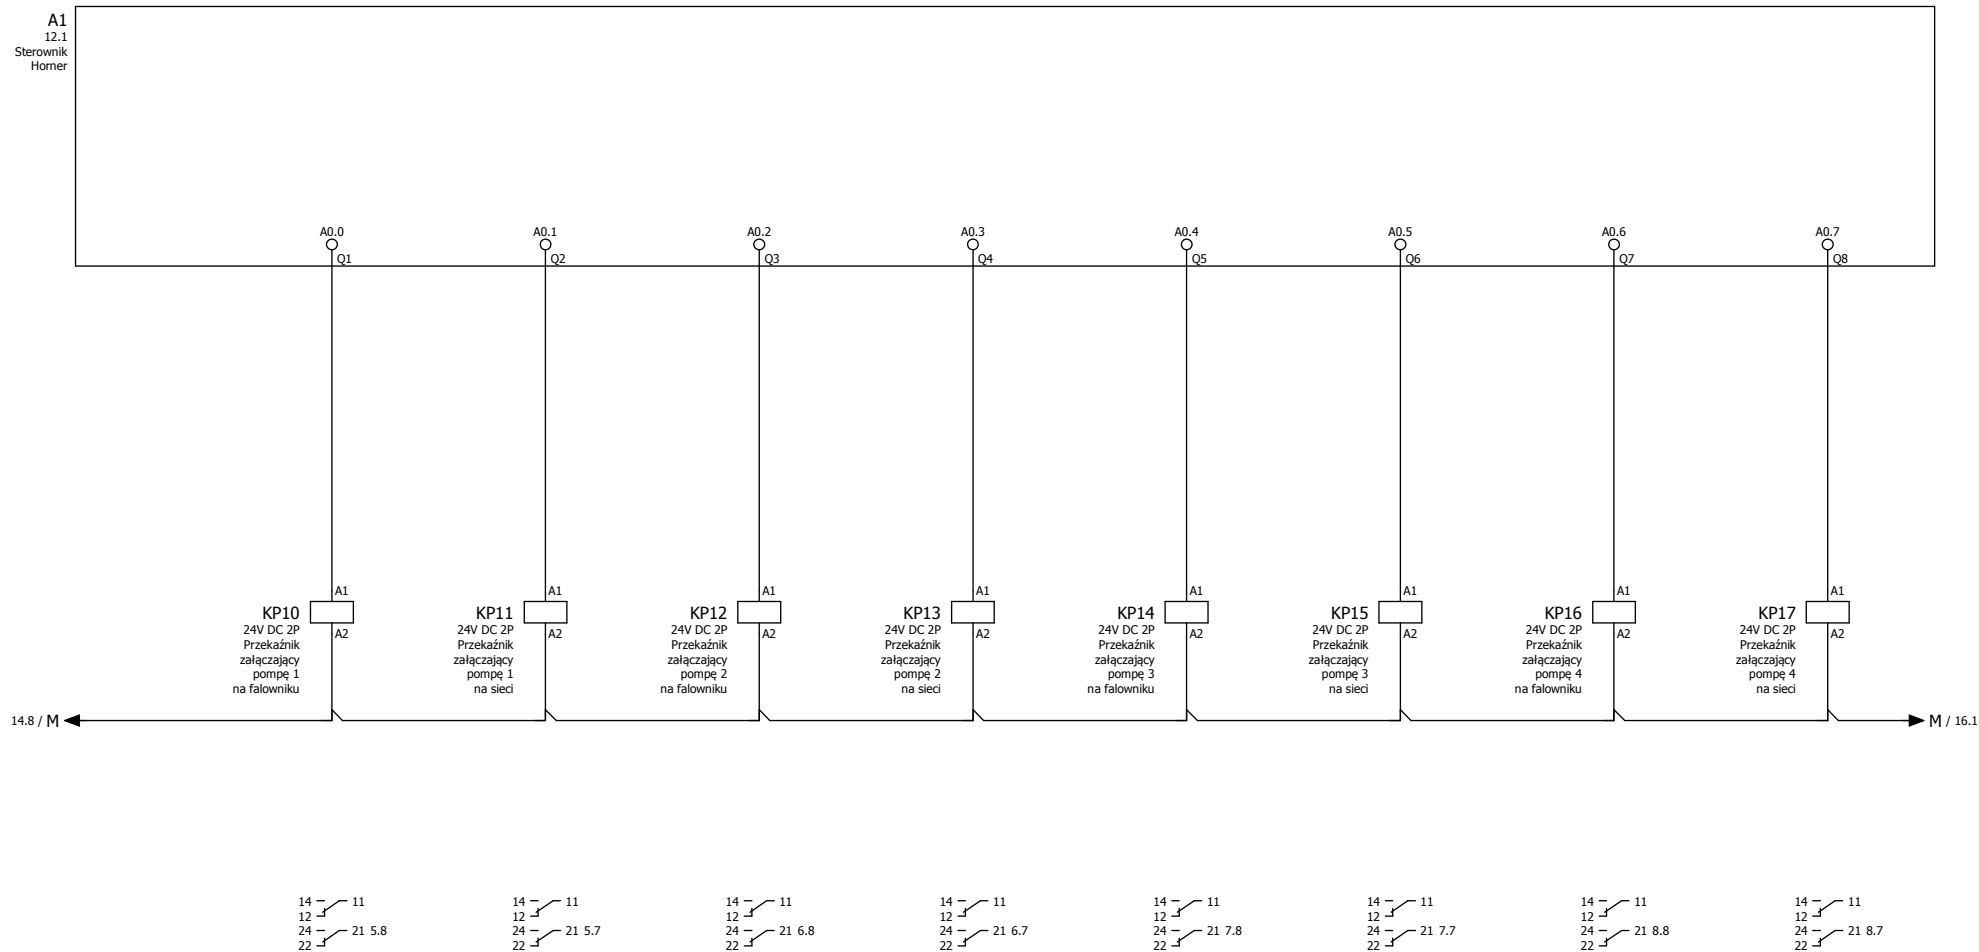 A1
12.1
Sterownik
Horner
A0.0 A0.1 A0.2 A0.3 A0.4 A0.5 A0.6 A0.7
Q1 Q2 Q3 Q4 Q5 Q6 Q7 Q8
A1 A1 A1 A1 A1 A1 A1 A1
KP10 KP11 KP12 KP13 KP14 KP15 KP16 KP17
24V DC 2P 24V DC 2P 24V DC 2P 24V DC 2P 24V DC 2P 24V DC 2P 24V DC 2P 24V DC 2P
A2 A2 A2 A2 A2 A2 A2 A2
Przekaźnik Przekaźnik Przekaźnik Przekaźnik Przekaźnik Przekaźnik Przekaźnik Przekaźnik
załączający załączający załączający załączający załączający załączający załączający załączający
pompę 1 pompę 1 pompę 2 pompę 2 pompę 3 pompę 3 pompę 4 pompę 4
na falowniku na sieci na falowniku na sieci na falowniku na sieci na falowniku na sieci
14.8 / M M / 16.1
14 11 14 11 14 11 14 11 14 11 14 11 14 11 14 11
12 12 12 12 12 12 12 12
24 21 5.8 24 21 5.7 24 21 6.8 24 21 6.7 24 21 7.8 24 21 7.7 24 21 8.8 24 21 8.7
22 22 22 22 22 22 22 22